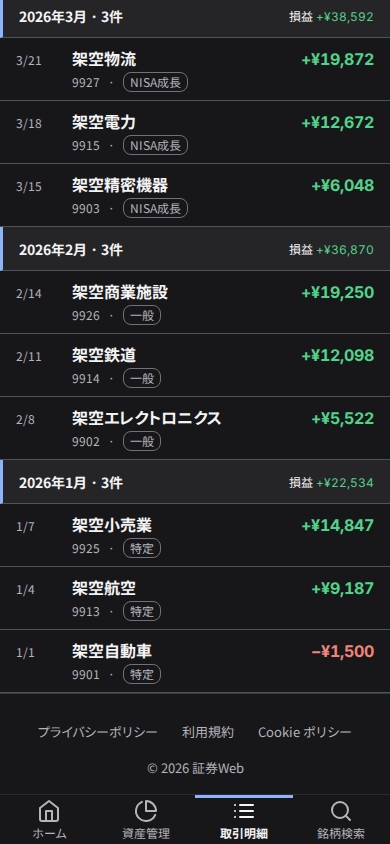 2026年3月・3件 損益 +¥38,592
3/21 架空物流 +¥19,872
9927 ・ NISA成長
3/18 架空電力 +¥12,672
9915 ・ NISA成長
3/15 架空精密機器 +¥6,048
9903 ・ NISA成長
2026年2月・3件 損益 +¥36,870
2/14 架空商業施設 +¥19,250
9926 ・ 一般
2/11 架空鉄道 +¥12,098
9914 ・ 一般
2/8 架空エレクトロニクス +¥5,522
9902 ・ 一般
2026年1月・3件 損益 +¥22,534
1/7 架空小売業 +¥14,847
9925 ・ 特定
1/4 架空航空 +¥9,187
9913 ・ 特定
1/1 架空自動車 −¥1,500
9901 ・ 特定
プライバシーポリシー 利用規約 Cookie ポリシー
© 2026 証券Web
ホーム 資産管理 取引明細 銘柄検索